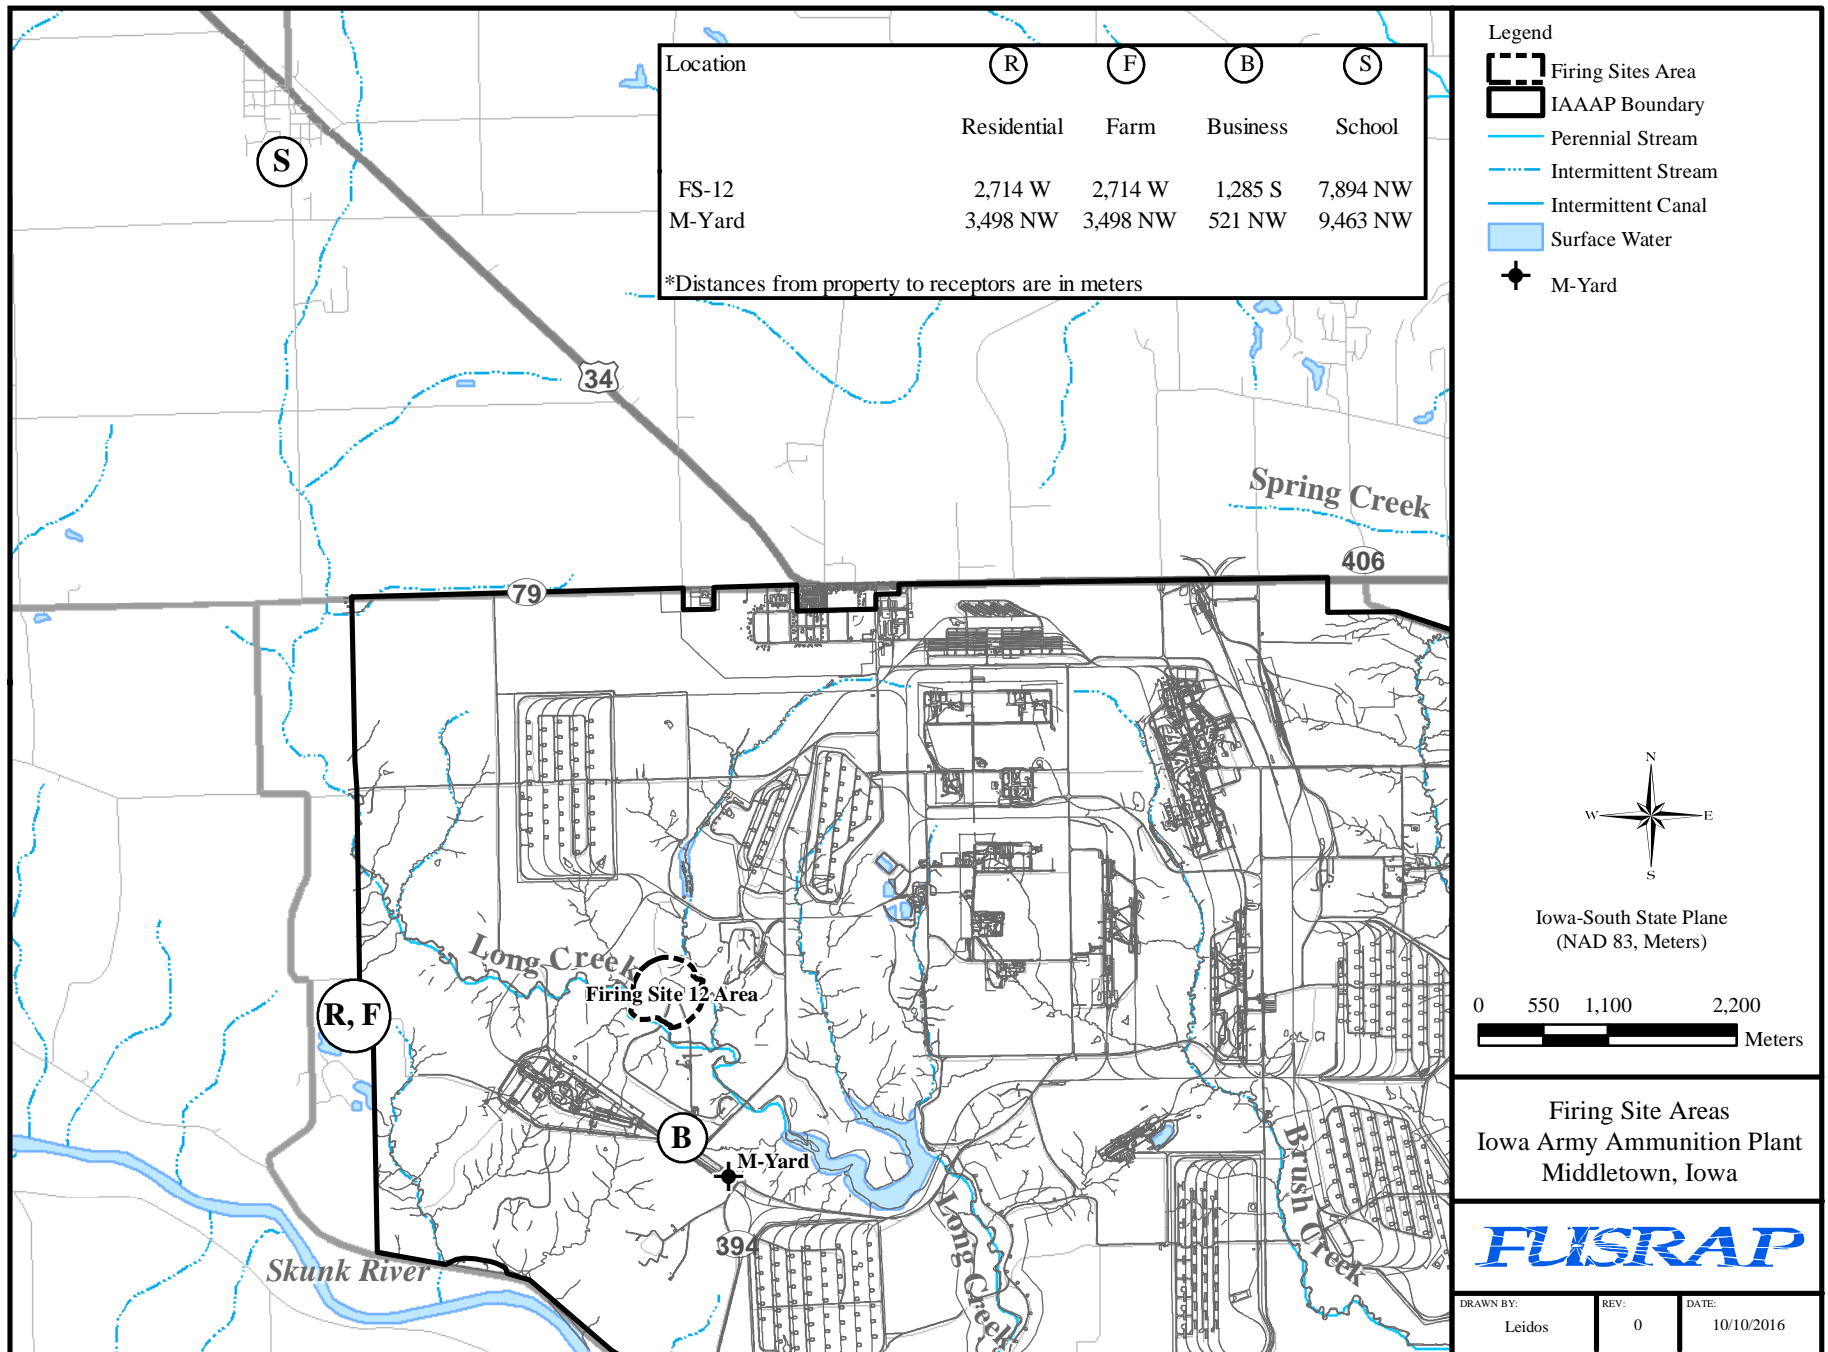 Location R F B S
Residential Farm Business School
FS-12 2,714 W 2,714 W 1,285 S 7,894 NW
M-Yard 3,498 NW 3,498 NW 521 NW 9,463 NW
*Distances from property to receptors are in meters
S
34
Spring Creek
406
79
Long Creek
Firing Site 12 Area
R, F
B
M-Yard
394
Skunk River
Long Creek
Brush Creek
Legend
Firing Sites Area
IAAAP Boundary
Perennial Stream
Intermittent Stream
Intermittent Canal
Surface Water
M-Yard
N
W E
S
Iowa-South State Plane
(NAD 83, Meters)
0 550 1,100 2,200
Meters
Firing Site Areas
Iowa Army Ammunition Plant
Middletown, Iowa
FUSRAP
DRAWN BY: REV: DATE:
Leidos 0 10/10/2016